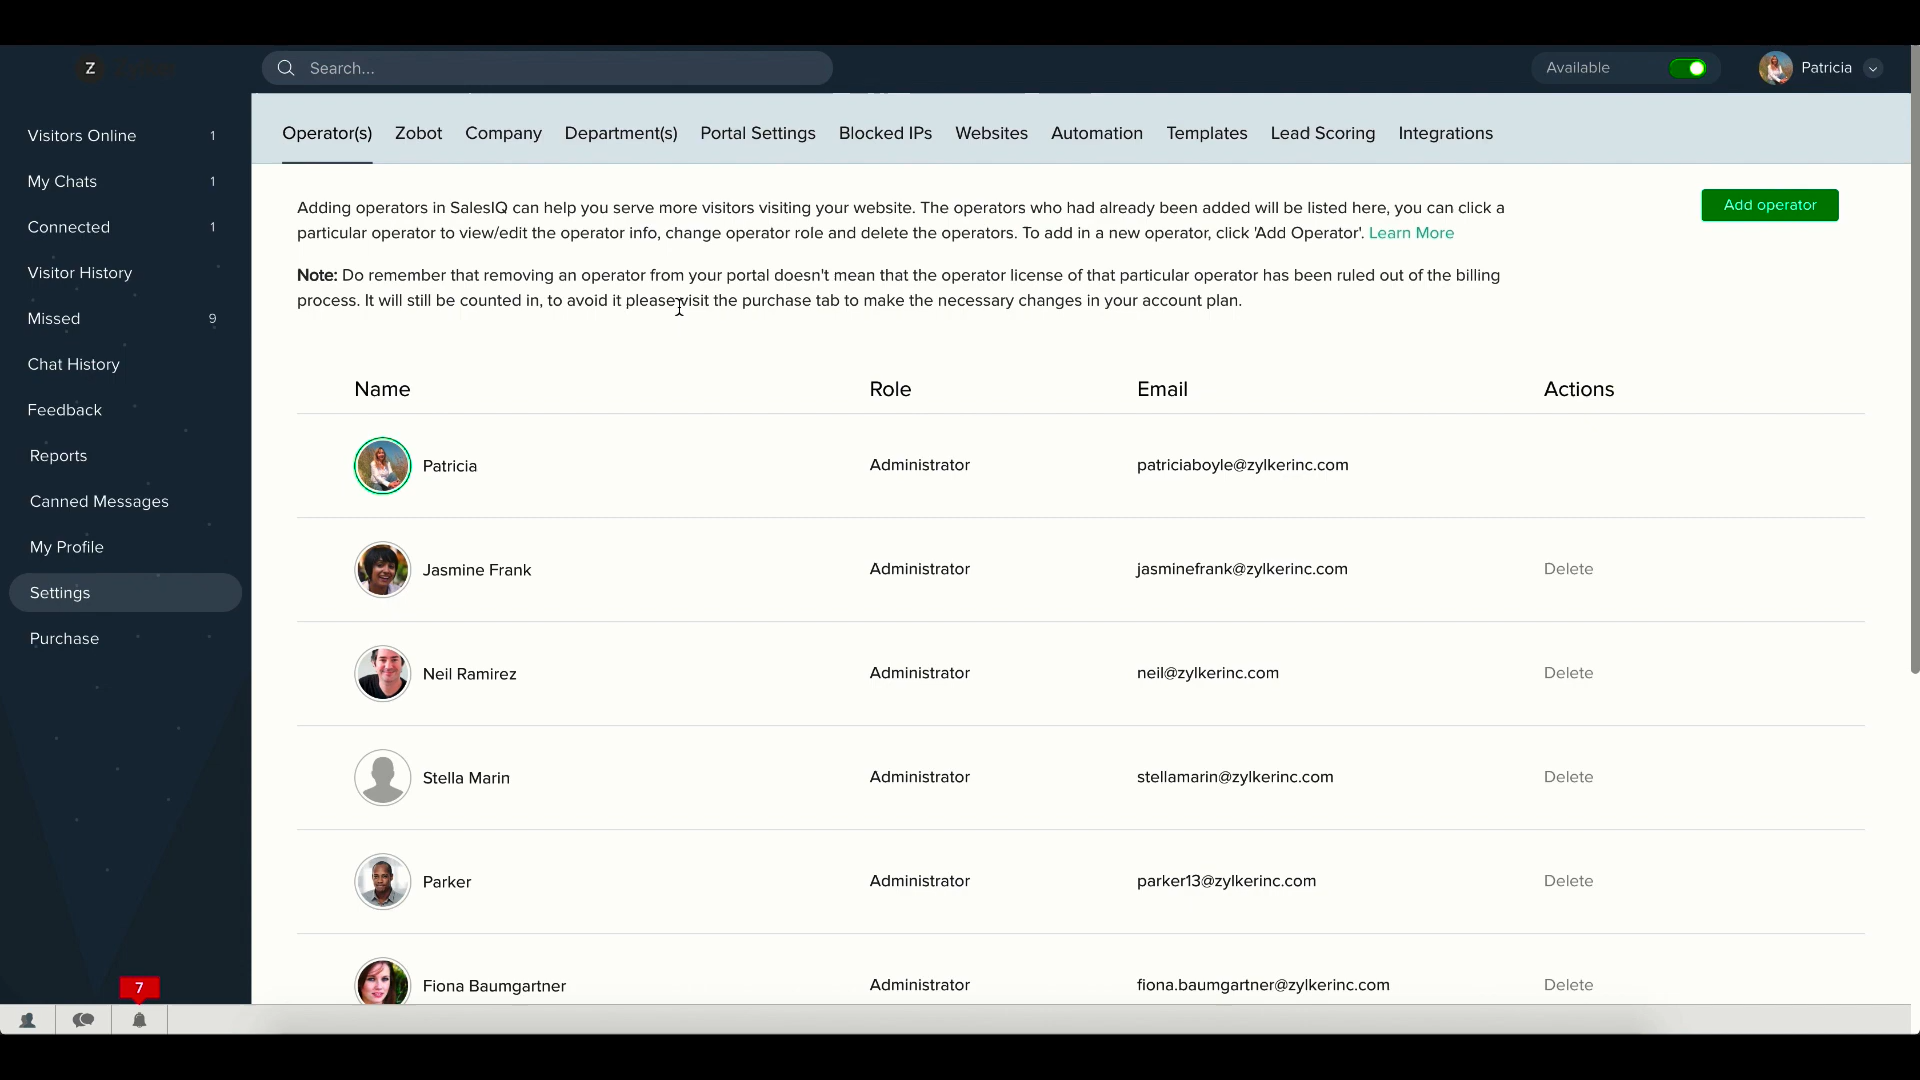 Z
Search...
Available
Patricia
Visitors Online 1
My Chats 1
Connected 1
Visitor History
Missed 9
Chat History
Feedback
Reports
Canned Messages
My Profile
Settings
Purchase
7
Operator(s) Zobot Company Department(s) Portal Settings Blocked IPs Websites Automation Templates Lead Scoring Integrations
Adding operators in SalesIQ can help you serve more visitors visiting your website. The operators who had already been added will be listed here, you can click a
particular operator to view/edit the operator info, change operator role and delete the operators. To add in a new operator, click 'Add Operator'. Learn More
Add operator
Note: Do remember that removing an operator from your portal doesn't mean that the operator license of that particular operator has been ruled out of the billing
process. It will still be counted in, to avoid it please visit the purchase tab to make the necessary changes in your account plan.
Name Role Email Actions
Patricia Administrator patriciaboyle@zylkerinc.com
Jasmine Frank Administrator jasminefrank@zylkerinc.com Delete
Neil Ramirez Administrator neil@zylkerinc.com Delete
Stella Marin Administrator stellamarin@zylkerinc.com Delete
Parker Administrator parker13@zylkerinc.com Delete
Fiona Baumgartner Administrator fiona.baumgartner@zylkerinc.com Delete